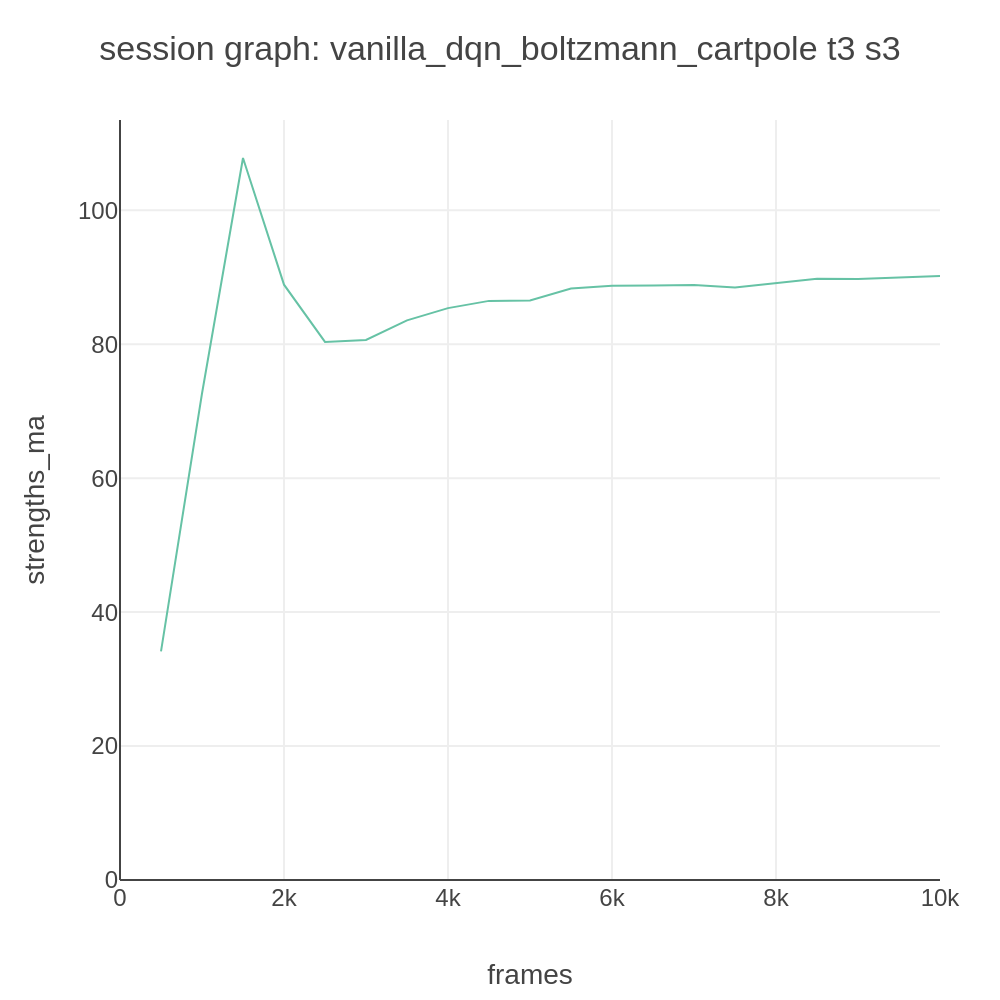 session graph: vanilla_dqn_boltzmann_cartpole t3 s3
100
80
60
40
20
0
strengths_ma
0 2k 4k 6k 8k 10k
frames